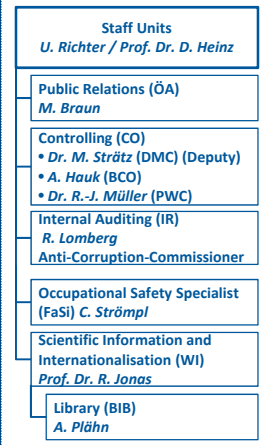 Staff Units
U. Richter / Prof. Dr. D. Heinz
Public Relations (ÖA)
M. Braun
Controlling (CO)
• Dr. M. Strätz (DMC) (Deputy)
• A. Hauk (BCO)
• Dr. R.-J. Müller (PWC)
Internal Auditing (IR)
R. Lomberg
Anti-Corruption-Commissioner
Occupational Safety Specialist
(FaSi) C. Strömpl
Scientific Information and
Internationalisation (WI)
Prof. Dr. R. Jonas
Library (BIB)
A. Plähn